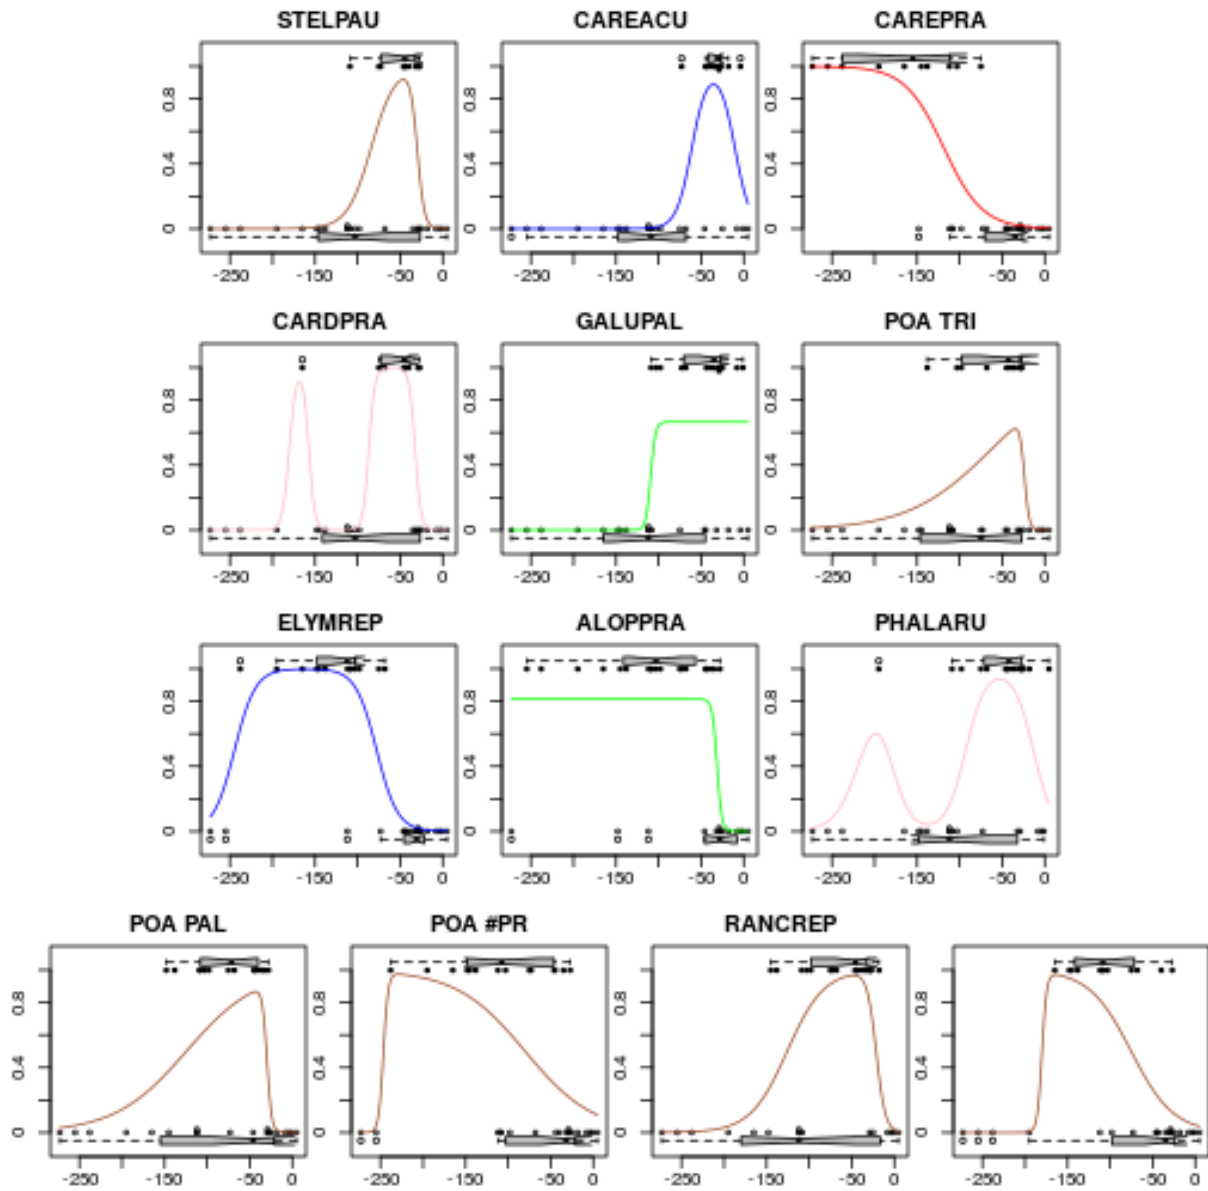 STELPAU CAREACU CAREPRA
0 0.4 0.8 0 0.4 0.8 0 0.4 0.8
-250 -150 -50 0 -250 -150 -50 0 -250 -150 -50 0
CARDPRA GALUPAL POA TRI
0 0.4 0.8 0 0.4 0.8 0 0.4 0.8
-250 -150 -50 0 -250 -150 -50 0 -250 -150 -50 0
ELYMREP ALOPPRA PHALARU
0 0.4 0.8 0 0.4 0.8 0 0.4 0.8
-250 -150 -50 0 -250 -150 -50 0 -250 -150 -50 0
POA PAL POA #PR RANCREP
0 0.4 0.8 0 0.4 0.8 0 0.4 0.8 0 0.4 0.8
-250 -150 -50 0 -250 -150 -50 0 -250 -150 -50 0 -250 -150 -50 0